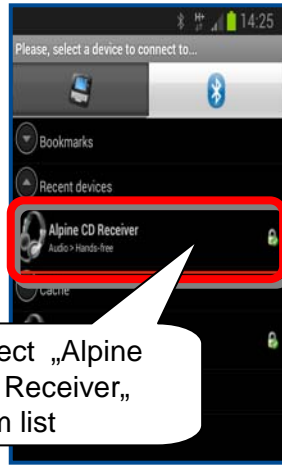 14:25
Please, select a device to connect to...
Bookmarks
Recent devices
Alpine CD Receiver
Audio > Hands-free
Cache
ect „Alpine
Receiver„
m list